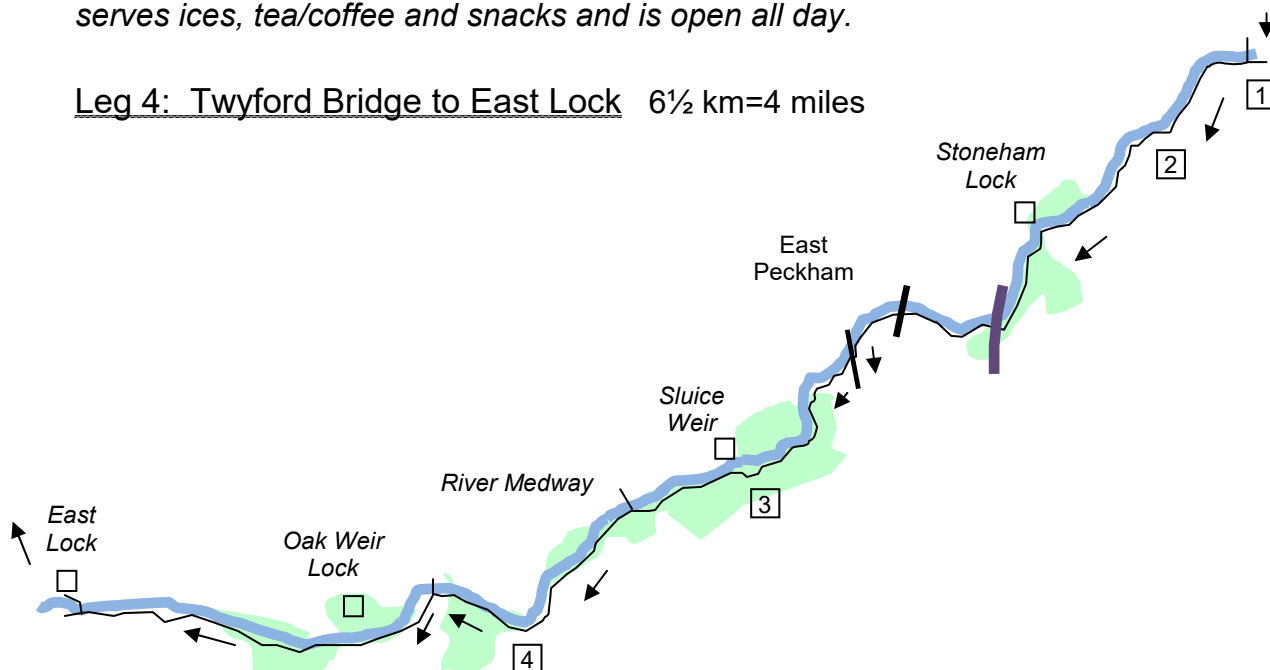 serves ices, tea/coffee and snacks and is open all day.
Leg 4: Twyford Bridge to East Lock 6½ km=4 miles
1
2
Stoneham
Lock
East
Peckham
Sluice
Weir
3
River Medway
East
Lock
Oak Weir
Lock
4